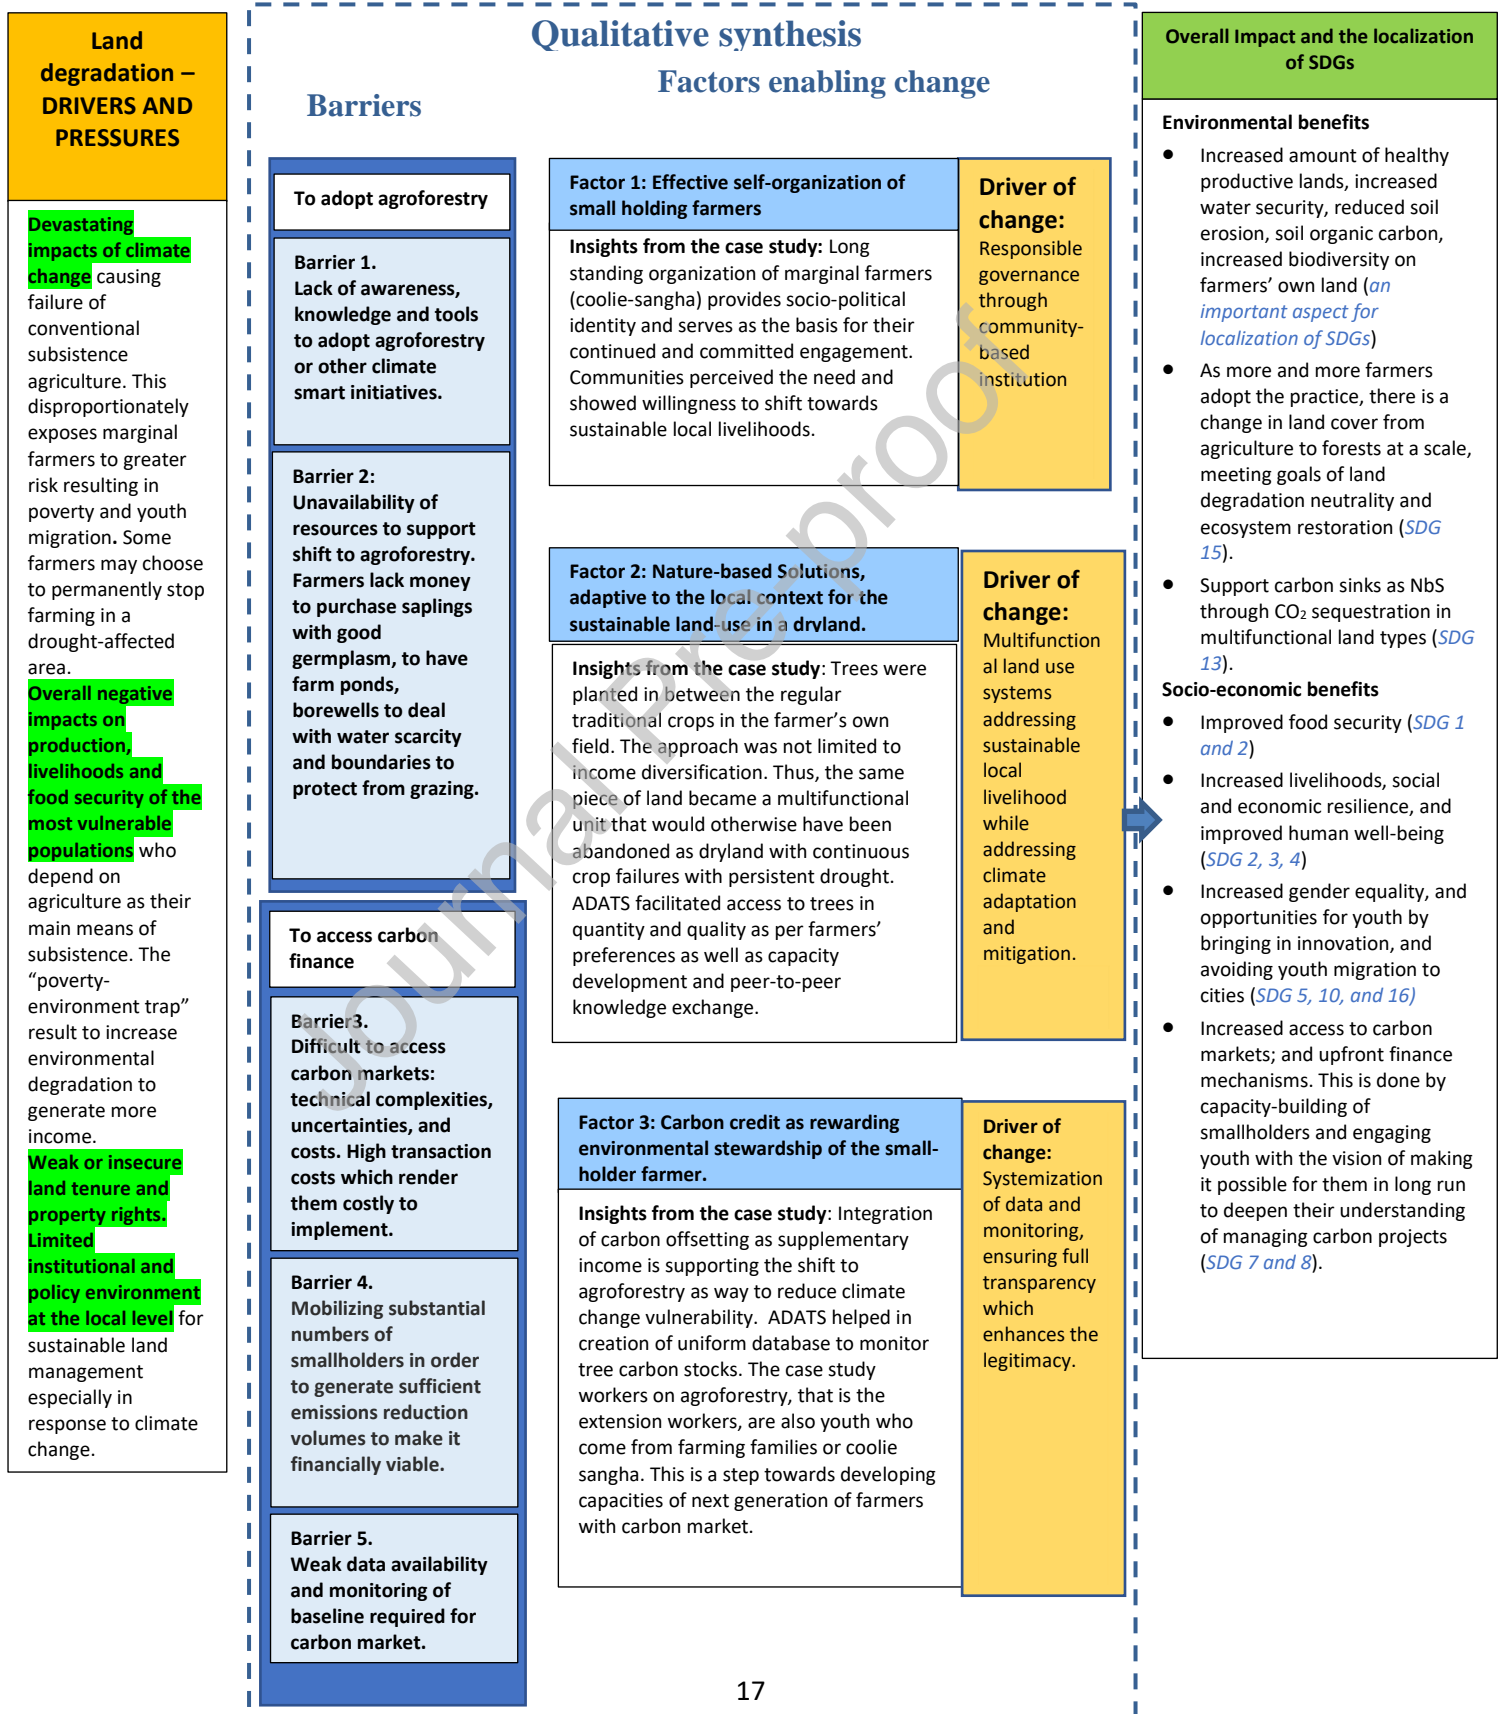 Land
degradation –
DRIVERS AND
PRESSURES
Devastating
impacts of climate
change causing
failure of
conventional
subsistence
agriculture. This
disproportionately
exposes marginal
farmers to greater
risk resulting in
poverty and youth
migration. Some
farmers may choose
to permanently stop
farming in a
drought-affected
area.
Overall negative
impacts on
production,
livelihoods and
food security of the
most vulnerable
populations who
depend on
agriculture as their
main means of
subsistence. The
“poverty-
environment trap”
result to increase
environmental
degradation to
generate more
income.
Weak or insecure
land tenure and
property rights.
Limited
institutional and
policy environment
at the local level for
sustainable land
management
especially in
response to climate
change.
Qualitative synthesis
Barriers
Factors enabling change
To adopt agroforestry
Barrier 1.
Lack of awareness,
knowledge and tools
to adopt agroforestry
or other climate
smart initiatives.
Barrier 2:
Unavailability of
resources to support
shift to agroforestry.
Farmers lack money
to purchase saplings
with good
germplasm, to have
farm ponds,
borewells to deal
with water scarcity
and boundaries to
protect from grazing.
To access carbon
finance
Barrier3.
Difficult to access
carbon markets:
technical complexities,
uncertainties, and
costs. High transaction
costs which render
them costly to
implement.
Barrier 4.
Mobilizing substantial
numbers of
smallholders in order
to generate sufficient
emissions reduction
volumes to make it
financially viable.
Barrier 5.
Weak data availability
and monitoring of
baseline required for
carbon market.
Factor 1: Effective self-organization of
small holding farmers
Insights from the case study: Long
standing organization of marginal farmers
(coolie-sangha) provides socio-political
identity and serves as the basis for their
continued and committed engagement.
Communities perceived the need and
showed willingness to shift towards
sustainable local livelihoods.
Driver of
change:
Responsible
governance
through
community-
based
institution
Factor 2: Nature-based Solutions,
adaptive to the local context for the
sustainable land-use in a dryland.
Insights from the case study: Trees were
planted in between the regular
traditional crops in the farmer’s own
field. The approach was not limited to
income diversification. Thus, the same
piece of land became a multifunctional
unit that would otherwise have been
abandoned as dryland with continuous
crop failures with persistent drought.
ADATS facilitated access to trees in
quantity and quality as per farmers’
preferences as well as capacity
development and peer-to-peer
knowledge exchange.
Driver of
change:
Multifunction
al land use
systems
addressing
sustainable
local
livelihood
while
addressing
climate
adaptation
and
mitigation.
Factor 3: Carbon credit as rewarding
environmental stewardship of the small-
holder farmer.
Insights from the case study: Integration
of carbon offsetting as supplementary
income is supporting the shift to
agroforestry as way to reduce climate
change vulnerability.  ADATS helped in
creation of uniform database to monitor
tree carbon stocks. The case study
workers on agroforestry, that is the
extension workers, are also youth who
come from farming families or coolie
sangha. This is a step towards developing
capacities of next generation of farmers
with carbon market.
Driver of
change:
Systemization
of data and
monitoring,
ensuring full
transparency
which
enhances the
legitimacy.
Overall Impact and the localization
of SDGs
Environmental benefits
• Increased amount of healthy
productive lands, increased
water security, reduced soil
erosion, soil organic carbon,
increased biodiversity on
farmers’ own land (an
important aspect for
localization of SDGs)
• As more and more farmers
adopt the practice, there is a
change in land cover from
agriculture to forests at a scale,
meeting goals of land
degradation neutrality and
ecosystem restoration (SDG
15).
• Support carbon sinks as NbS
through CO₂ sequestration in
multifunctional land types (SDG
13).
Socio-economic benefits
• Improved food security (SDG 1
and 2)
• Increased livelihoods, social
and economic resilience, and
improved human well-being
(SDG 2, 3, 4)
• Increased gender equality, and
opportunities for youth by
bringing in innovation, and
avoiding youth migration to
cities (SDG 5, 10, and 16)
• Increased access to carbon
markets; and upfront finance
mechanisms. This is done by
capacity-building of
smallholders and engaging
youth with the vision of making
it possible for them in long run
to deepen their understanding
of managing carbon projects
(SDG 7 and 8).
Journal Pre-proof
17